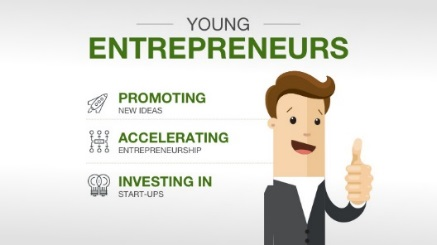 YOUNG
ENTREPRENEURS
PROMOTING
NEW IDEAS
ACCELERATING
ENTREPRENEURSHIP
INVESTING IN
START-UPS